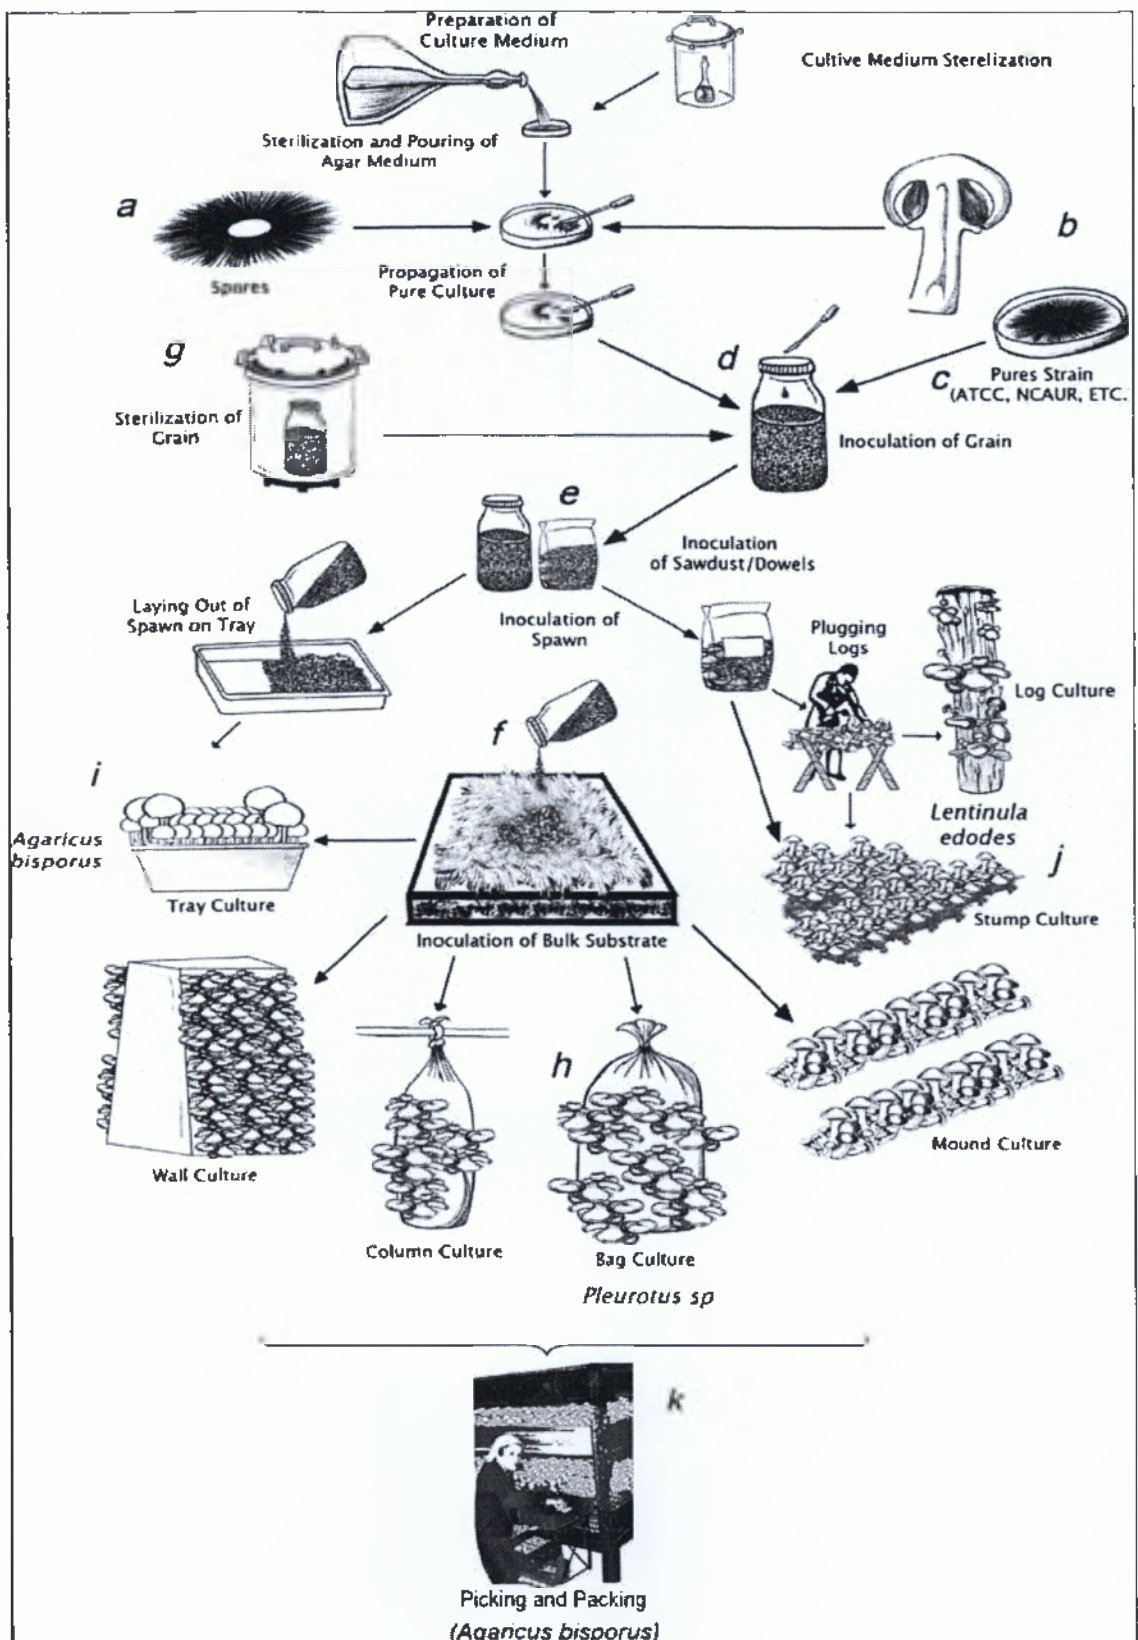 Preparation of
Culture Medium
Cultive Medium Sterelization
Sterilization and Pouring of
Agar Medium
a
b
Spores
Propagation of
Pure Culture
g
d
c
Pures Strain
(ATCC, NCAUR, ETC.
Sterilization of
Grain
Inoculation of Grain
e
Inoculation
of Sawdust/Dowels
Laying Out of
Spawn on Tray
Inoculation of
Spawn
Plugging
Logs
Log Culture
f
i
Lentinula
edodes
Agaricus
bisporus
j
Tray Culture
Stump Culture
Inoculation of Bulk Substrate
h
Mound Culture
Wall Culture
Column Culture
Bag Culture
Pleurotus sp
k
Picking and Packing
(Agaricus bisporus)